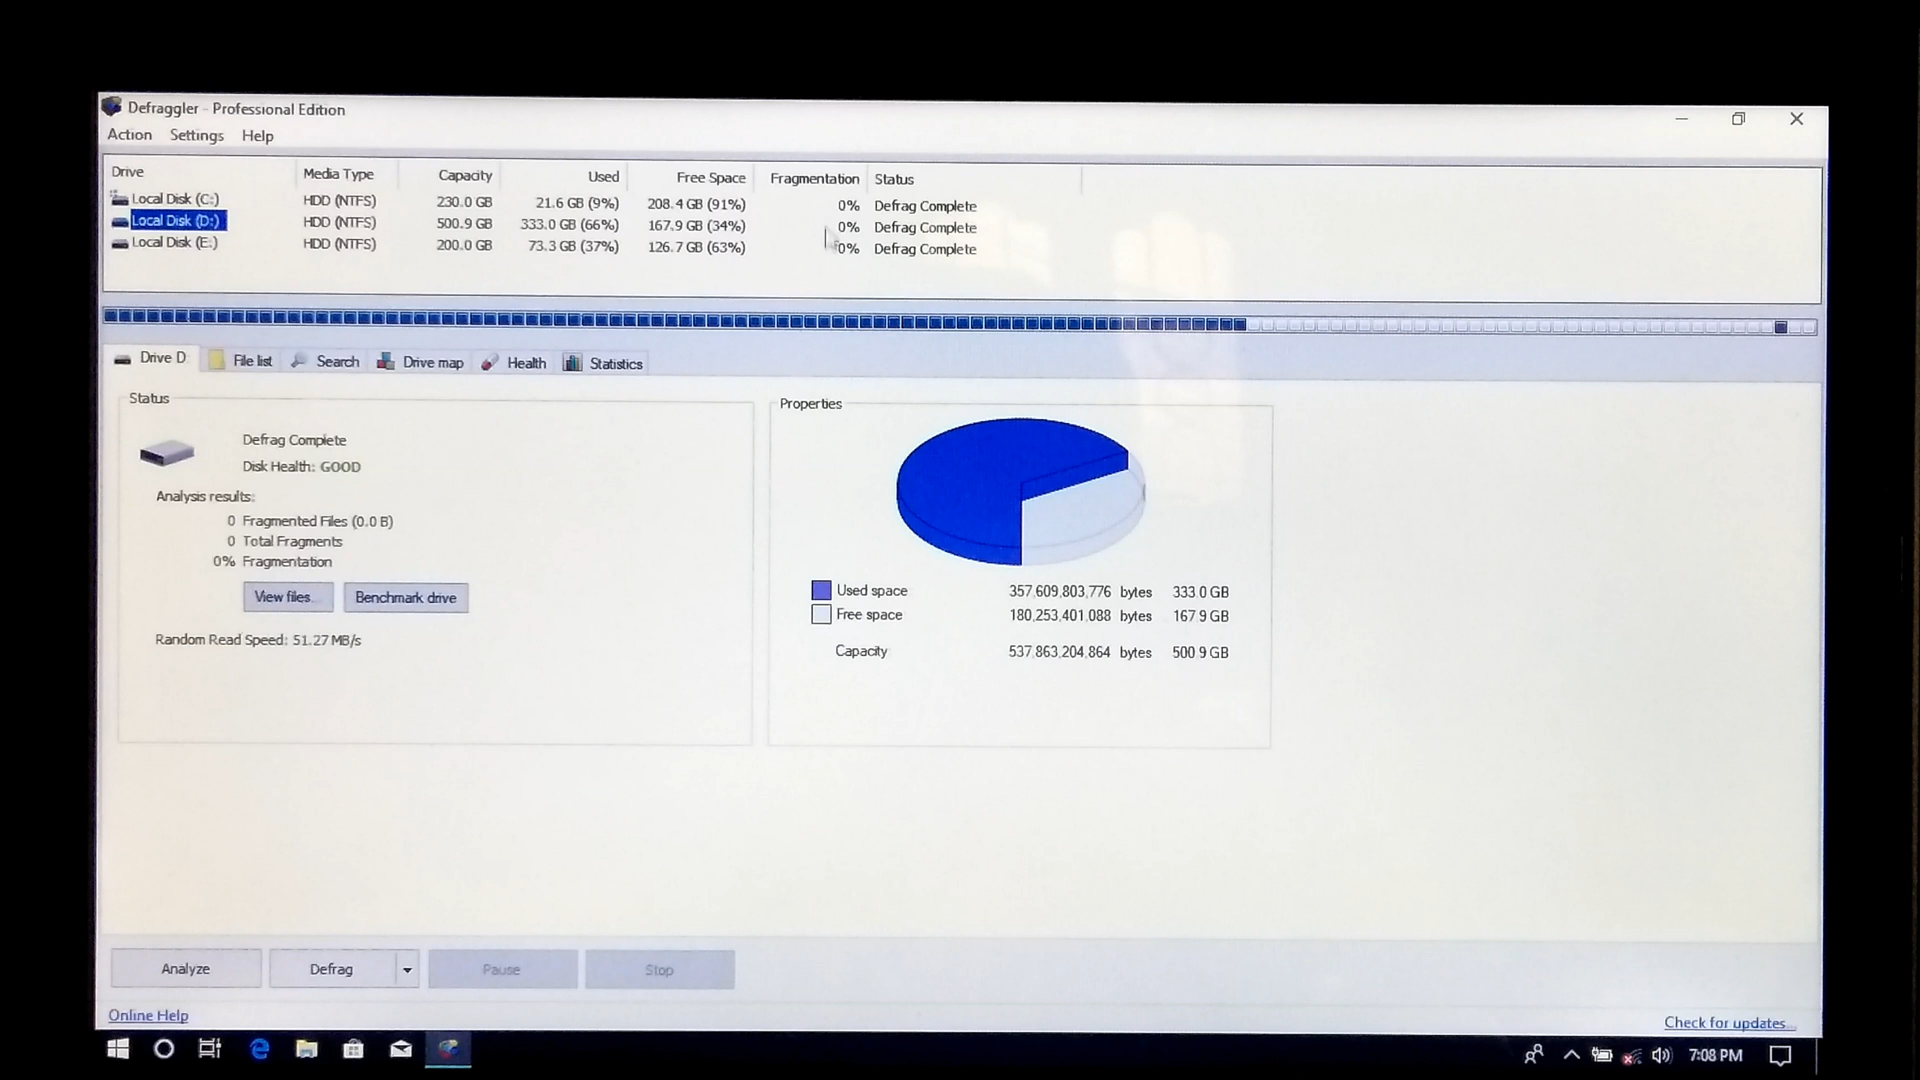 Defraggler - Professional Edition
Action Settings Help
Drive Media Type Capacity Used Free Space Fragmentation Status
Local Disk (C:) HDD (NTFS) 230.0 GB 21.6 GB (9%) 208.4 GB (91%) 0% Defrag Complete
Local Disk (D:) HDD (NTFS) 500.9 GB 333.0 GB (66%) 167.9 GB (34%) 0% Defrag Complete
Local Disk (E:) HDD (NTFS) 200.0 GB 73.3 GB (37%) 126.7 GB (63%) 0% Defrag Complete
Drive D: File list Search Drive map Health Statistics
Status
Defrag Complete
Disk Health: GOOD
Analysis results:
0 Fragmented Files (0.0 B)
0 Total Fragments
0% Fragmentation
View files... Benchmark drive
Random Read Speed: 51.27 MB/s
Properties
Used space 357,609,803,776 bytes 333.0 GB
Free space 180,253,401,088 bytes 167.9 GB
Capacity 537,863,204,864 bytes 500.9 GB
Analyze Defrag Pause Stop
Online Help Check for updates...
7:08 PM